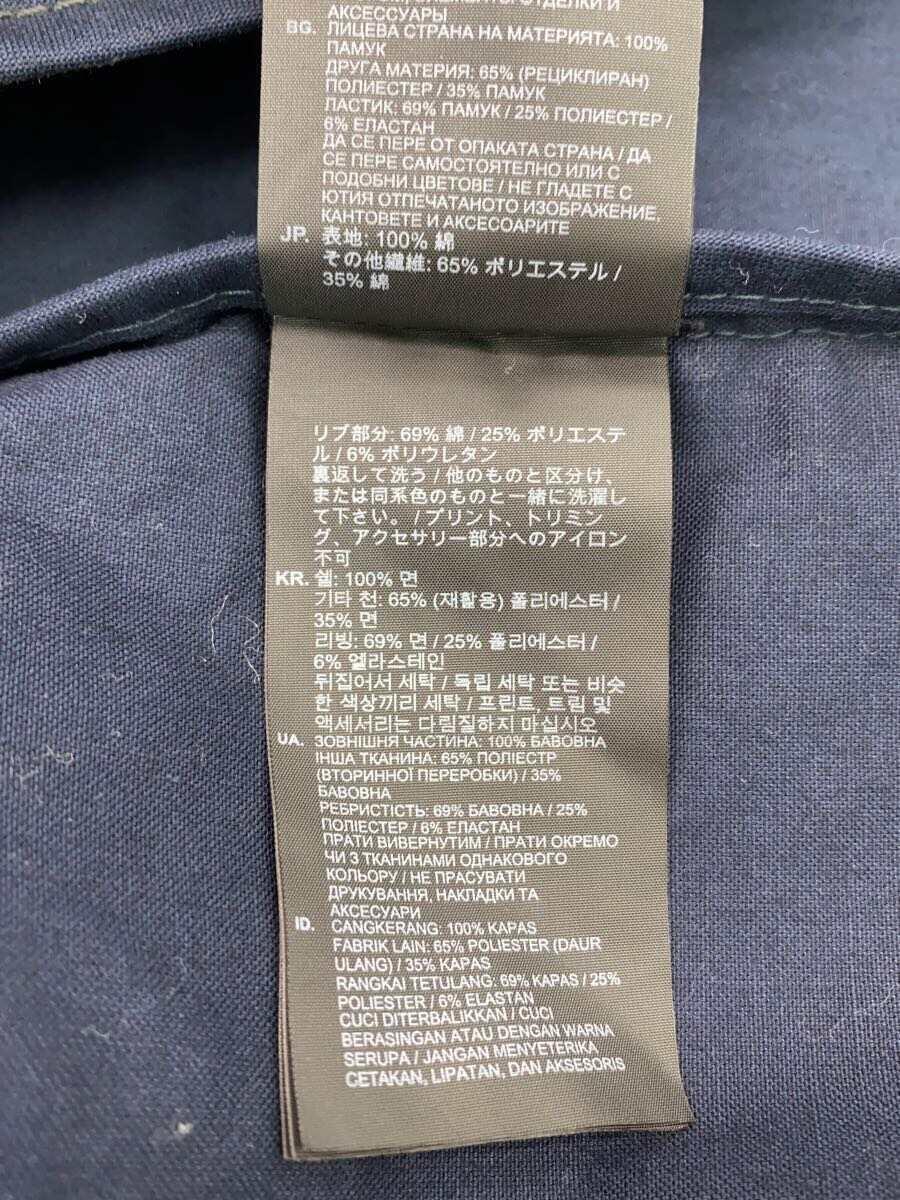 ОТДЕЛКИ И
АКСЕССУАРЫ
BG. ЛИЦЕВА СТРАНА НА МАТЕРИЯТА: 100%
ПАМУК
ДРУГА МАТЕРИЯ: 65% (РЕЦИКЛИРАН)
ПОЛИЕСТЕР / 35% ПАМУК
ЛАСТИК: 69% ПАМУК / 25% ПОЛИЕСТЕР /
6% ЕЛАСТАН
ДА СЕ ПЕРЕ ОТ ОПАКАТА СТРАНА / ДА
СЕ ПЕРЕ САМОСТОЯТЕЛНО ИЛИ С
ПОДОБНИ ЦВЕТОВЕ / НЕ ГЛАДЕТЕ С
ЮТИЯ ОТПЕЧАТАНОТО ИЗОБРАЖЕНИЕ,
КАНТОВЕТЕ И АКСЕСОАРИТЕ
JP. 表地: 100% 綿
その他繊維: 65% ポリエステル /
35% 綿
リブ部分: 69% 綿 / 25% ポリエステ
ル / 6% ポリウレタン
裏返して洗う / 他のものと区分け、
または同系色のものと一緒に洗濯し
て下さい。 / プリント、トリミン
グ、アクセサリー部分へのアイロン
不可
KR. 쉘: 100% 면
기타 천: 65% (재활용) 폴리에스터 /
35% 면
리빙: 69% 면 / 25% 폴리에스터 /
6% 엘라스테인
뒤집어서 세탁 / 독립 세탁 또는 비슷
한 색상끼리 세탁 / 프린트, 트림 및
액세서리는 다림질하지 마십시오
UA. ЗОВНІШНЯ ЧАСТИНА: 100% БАВОВНА
ІНША ТКАНИНА: 65% ПОЛІЕСТР
(ВТОРИННОЇ ПЕРЕРОБКИ) / 35%
БАВОВНА
РЕБРИСТІСТЬ: 69% БАВОВНА / 25%
ПОЛІЕСТЕР / 6% ЕЛАСТАН
ПРАТИ ВИВЕРНУТИМ / ПРАТИ ОКРЕМО
ЧИ З ТКАНИНАМИ ОДНАКОВОГО
КОЛЬОРУ / НЕ ПРАСУВАТИ
ДРУКУВАННЯ, НАКЛАДКИ ТА
АКСЕСУАРИ
ID. CANGKERANG: 100% KAPAS
FABRIK LAIN: 65% POLIESTER (DAUR
ULANG) / 35% KAPAS
RANGKAI TETULANG: 69% KAPAS / 25%
POLIESTER / 6% ELASTAN
CUCI DITERBALIKKAN / CUCI
BERASINGAN ATAU DENGAN WARNA
SERUPA / JANGAN MENYETERIKA
CETAKAN, LIPATAN, DAN AKSESORIS